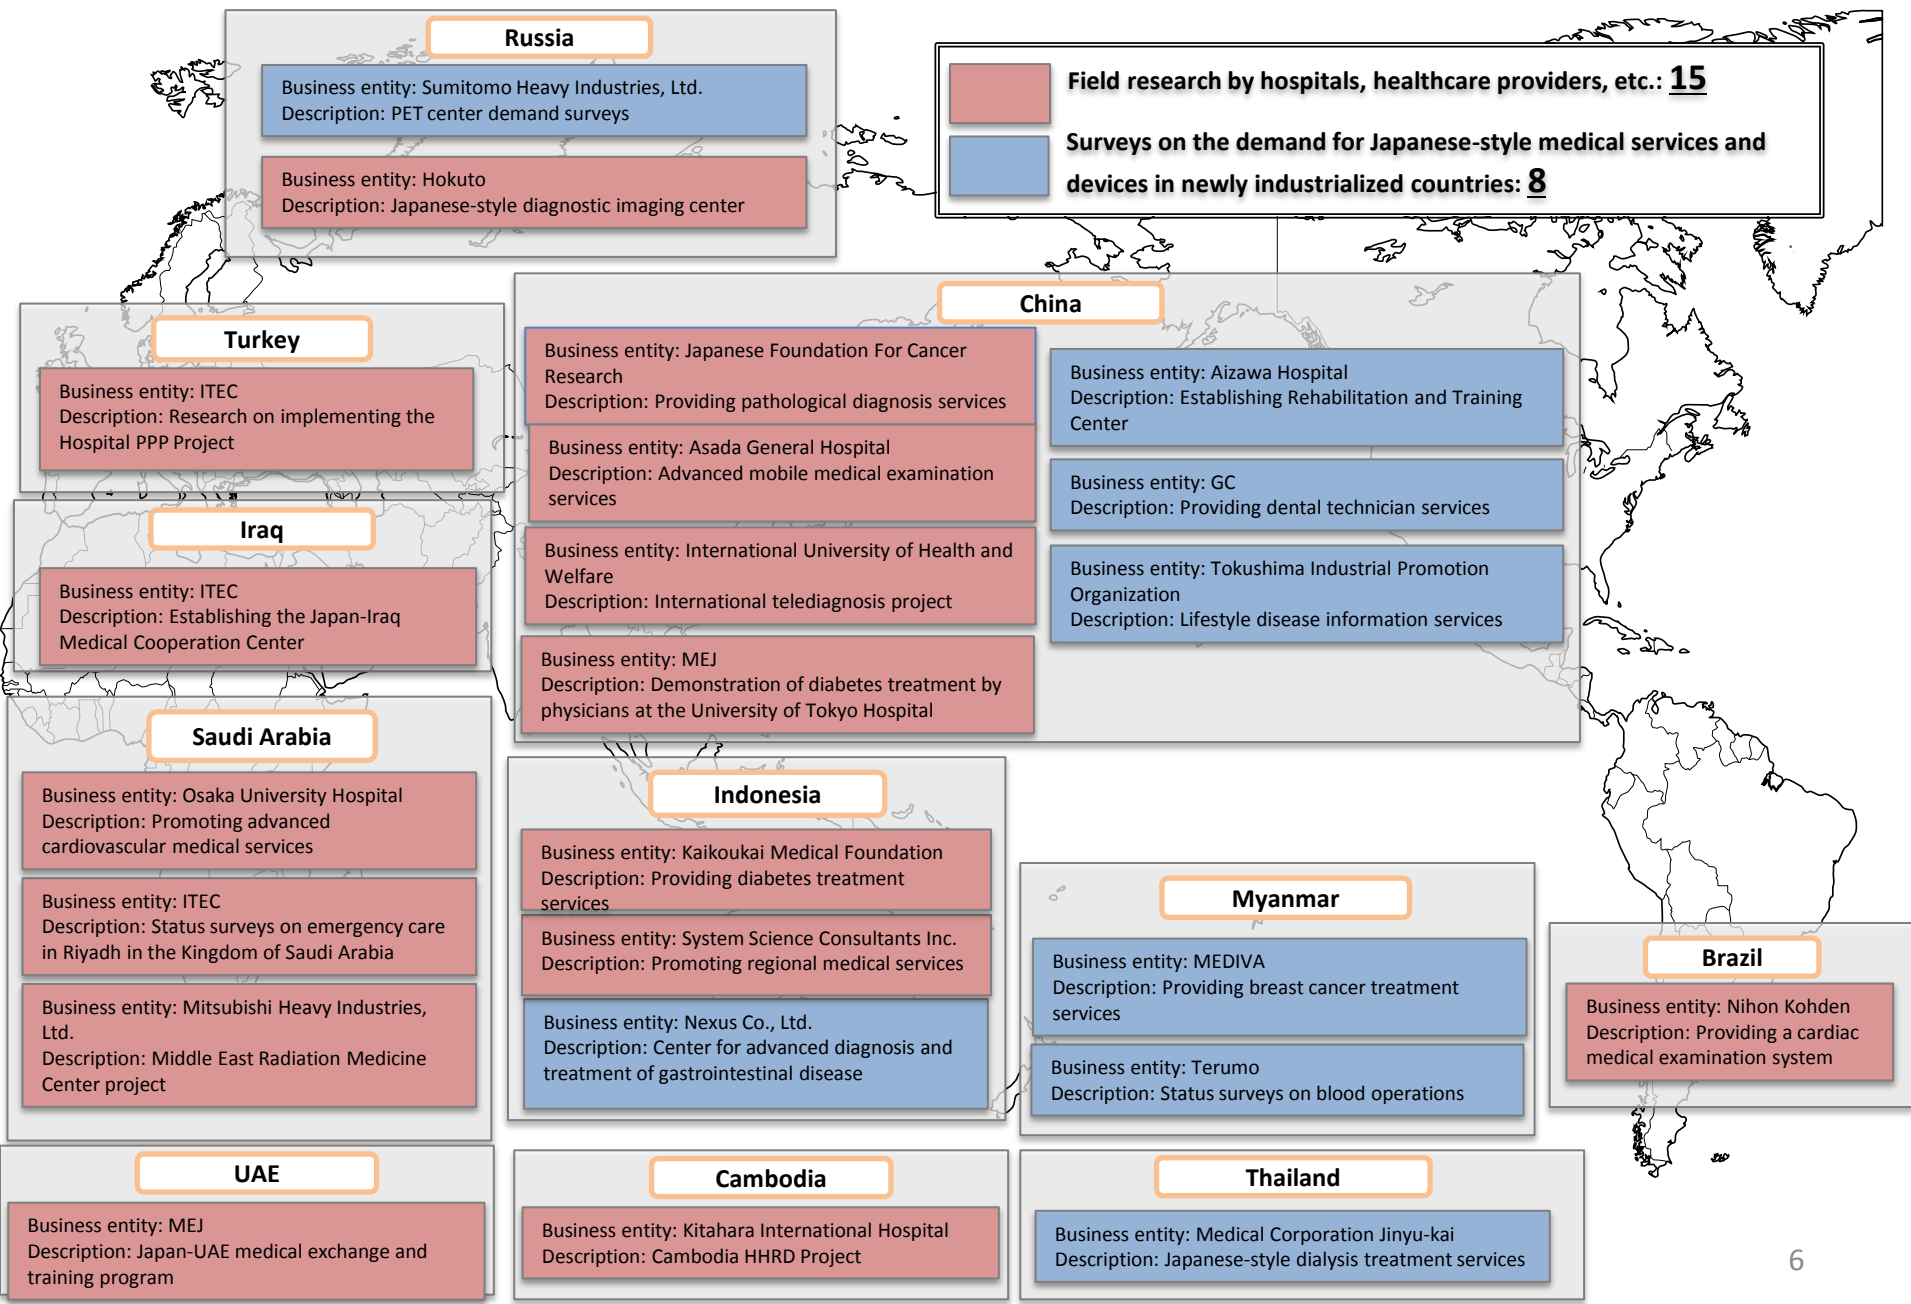 Russia
Business entity: Sumitomo Heavy Industries, Ltd.
Description: PET center demand surveys
Business entity: Hokuto
Description: Japanese-style diagnostic imaging center
Field research by hospitals, healthcare providers, etc.: 15
Surveys on the demand for Japanese-style medical services and
devices in newly industrialized countries: 8
Turkey
Business entity: ITEC
Description: Research on implementing the
Hospital PPP Project
Iraq
Business entity: ITEC
Description: Establishing the Japan-Iraq
Medical Cooperation Center
China
Business entity: Japanese Foundation For Cancer
Research
Description: Providing pathological diagnosis services
Business entity: Asada General Hospital
Description: Advanced mobile medical examination
services
Business entity: International University of Health and
Welfare
Description: International telediagnosis project
Business entity: MEJ
Description: Demonstration of diabetes treatment by
physicians at the University of Tokyo Hospital
Business entity: Aizawa Hospital
Description: Establishing Rehabilitation and Training
Center
Business entity: GC
Description: Providing dental technician services
Business entity: Tokushima Industrial Promotion
Organization
Description: Lifestyle disease information services
Saudi Arabia
Business entity: Osaka University Hospital
Description: Promoting advanced
cardiovascular medical services
Business entity: ITEC
Description: Status surveys on emergency care
in Riyadh in the Kingdom of Saudi Arabia
Business entity: Mitsubishi Heavy Industries,
Ltd.
Description: Middle East Radiation Medicine
Center project
Indonesia
Business entity: Kaikoukai Medical Foundation
Description: Providing diabetes treatment
services
Business entity: System Science Consultants Inc.
Description: Promoting regional medical services
Business entity: Nexus Co., Ltd.
Description: Center for advanced diagnosis and
treatment of gastrointestinal disease
Myanmar
Business entity: MEDIVA
Description: Providing breast cancer treatment
services
Business entity: Terumo
Description: Status surveys on blood operations
Brazil
Business entity: Nihon Kohden
Description: Providing a cardiac
medical examination system
UAE
Business entity: MEJ
Description: Japan-UAE medical exchange and
training program
Cambodia
Business entity: Kitahara International Hospital
Description: Cambodia HHRD Project
Thailand
Business entity: Medical Corporation Jinyu-kai
Description: Japanese-style dialysis treatment services
6